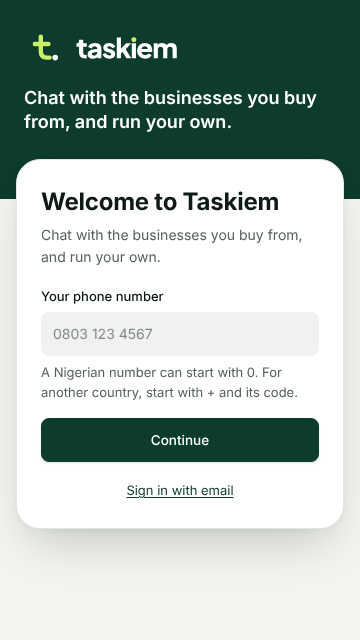 taskiem
Chat with the businesses you buy
from, and run your own.
Welcome to Taskiem
Chat with the businesses you buy from,
and run your own.
Your phone number
0803 123 4567
A Nigerian number can start with 0. For
another country, start with + and its code.
Continue
Sign in with email